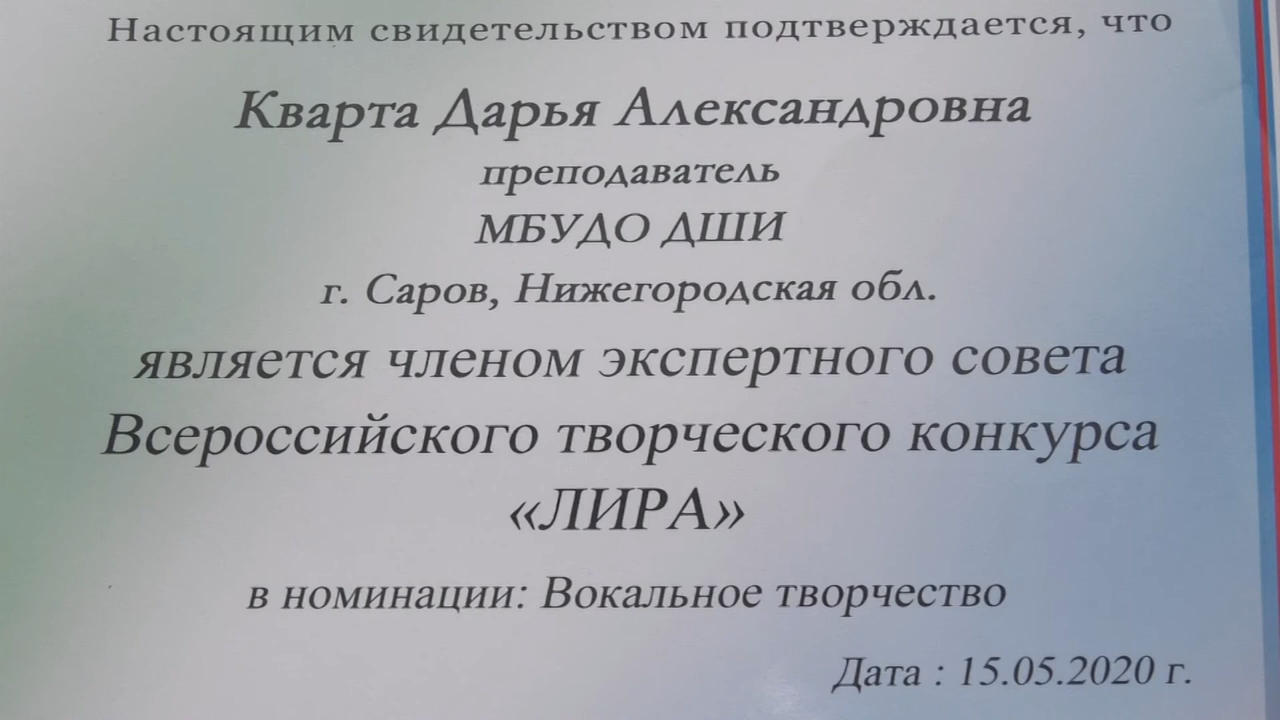 Настоящим свидетельством подтверждается, что
Кварта Дарья Александровна
преподаватель
МБУДО ДШИ
г. Саров, Нижегородская обл.
является членом экспертного совета
Всероссийского творческого конкурса
«ЛИРА»
в номинации: Вокальное творчество
Дата : 15.05.2020 г.